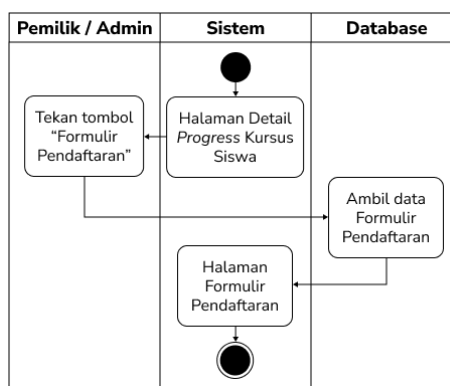 Pemilik / Admin
Sistem
Database
Halaman Detail
Progress Kursus
Siswa
Tekan tombol
“Formulir
Pendaftaran”
Ambil data
Formulir
Pendaftaran
Halaman
Formulir
Pendaftaran